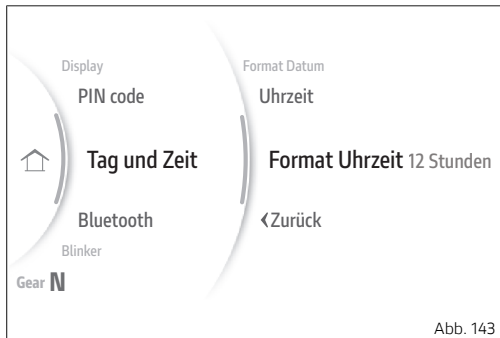 Display
PIN code
Tag und Zeit
Bluetooth
Blinker
Gear N
Format Datum
Uhrzeit
Format Uhrzeit 12 Stunden
Zurück
Abb. 143